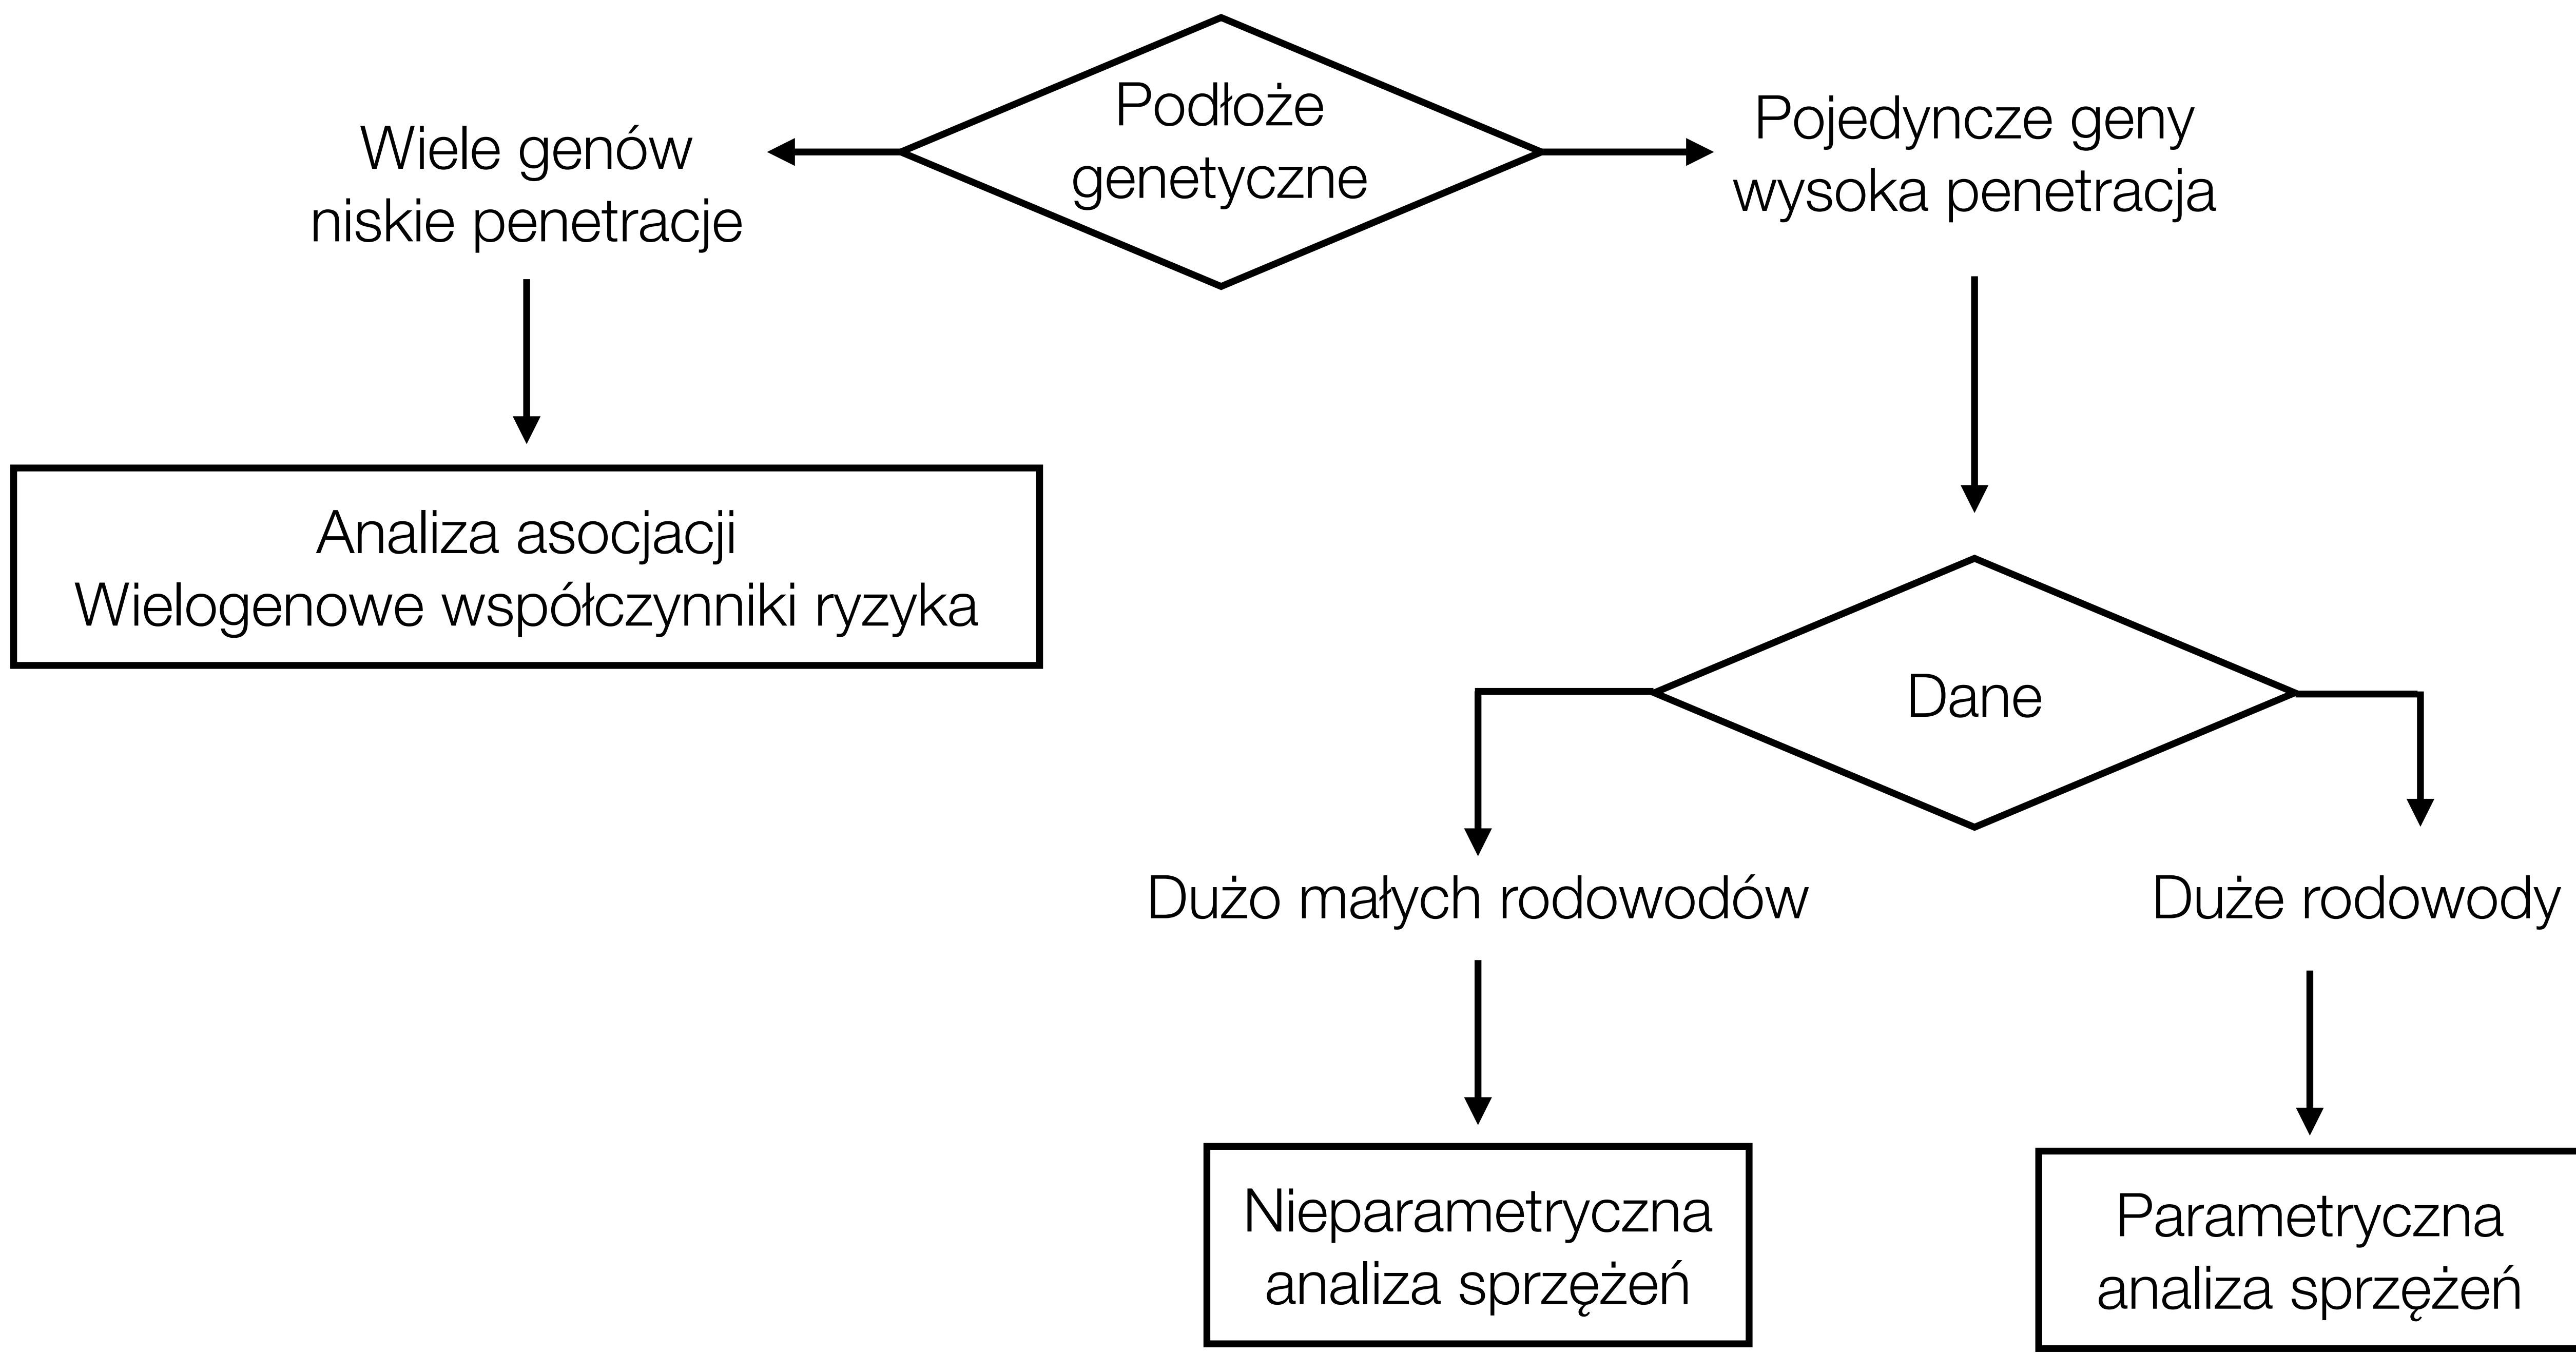 Podłoże
genetyczne
Wiele genów
niskie penetracje
Pojedyncze geny
wysoka penetracja
Analiza asocjacji
Wielogenowe współczynniki ryzyka
Dane
Dużo małych rodowodów
Duże rodowody
Nieparametryczna
analiza sprzężeń
Parametryczna
analiza sprzężeń